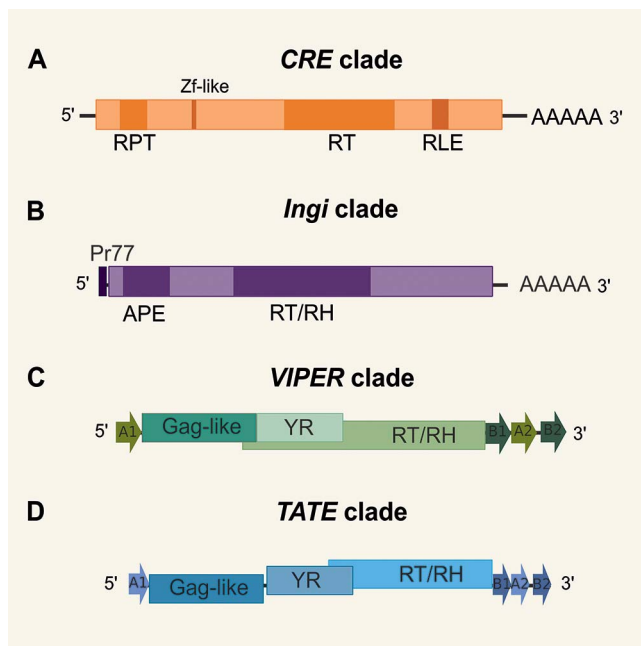 A
CRE clade
Zf-like
5' AAAAA 3'
RPT RT RLE
B
Ingi clade
Pr77
5' AAAAA 3'
APE RT/RH
C
VIPER clade
5' A1 Gag-like YR RT/RH B1 A2 B2 3'
D
TATE clade
5' A1 Gag-like YR RT/RH B1 A2 B2 3'